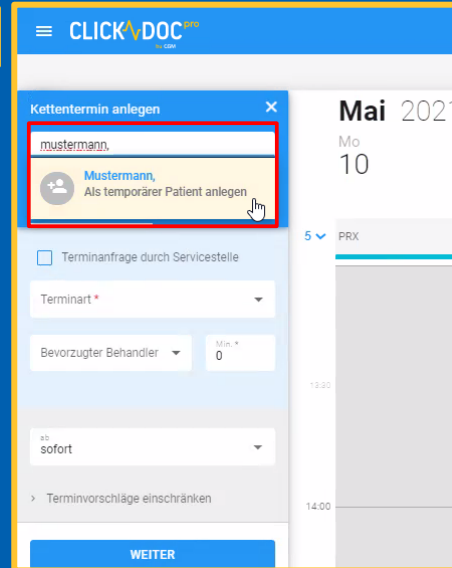 CLICKDOC pro
by CGM
Kettentermin anlegen
Mai 2021
mustermann,
Mo
10
Mustermann,
Als temporärer Patient anlegen
5 PRX
Terminanfrage durch Servicestelle
Terminart *
Bevorzugter Behandler
Min. *
0
13:30
ab
sofort
Terminvorschläge einschränken
14:00
WEITER